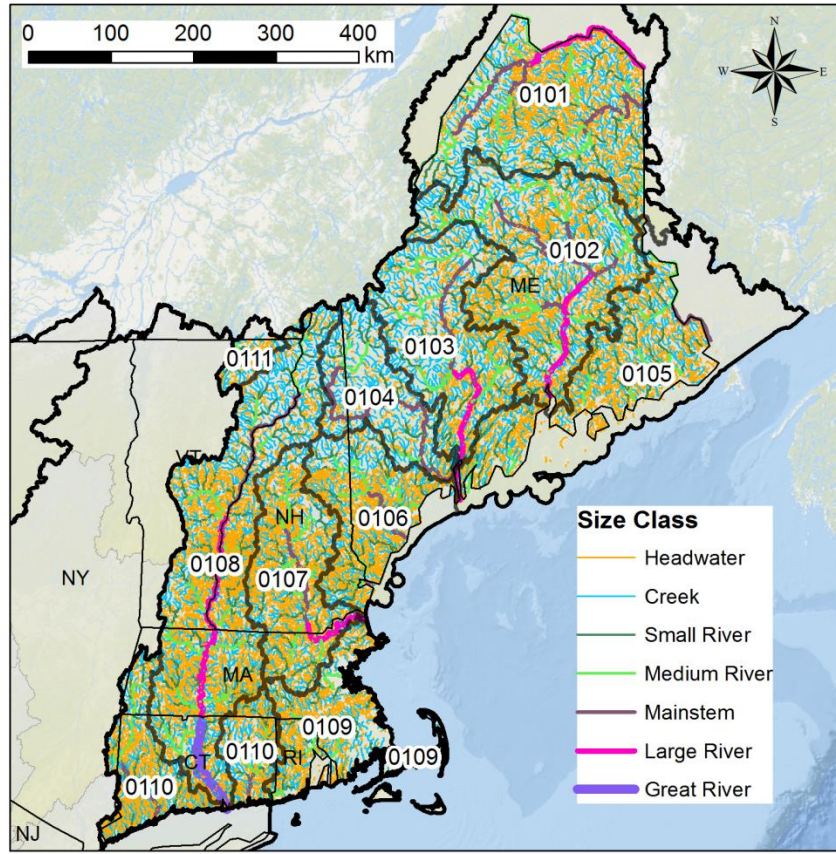 0 100 200 300 400
km
N
W E
S
0101
0102
ME
0103
0111
0104
0105
VT
0106
NH
0108
0107
NY
MA
0109
0110
RI
0109
CT
0110
NJ
Size Class
Headwater
Creek
Small River
Medium River
Mainstem
Large River
Great River